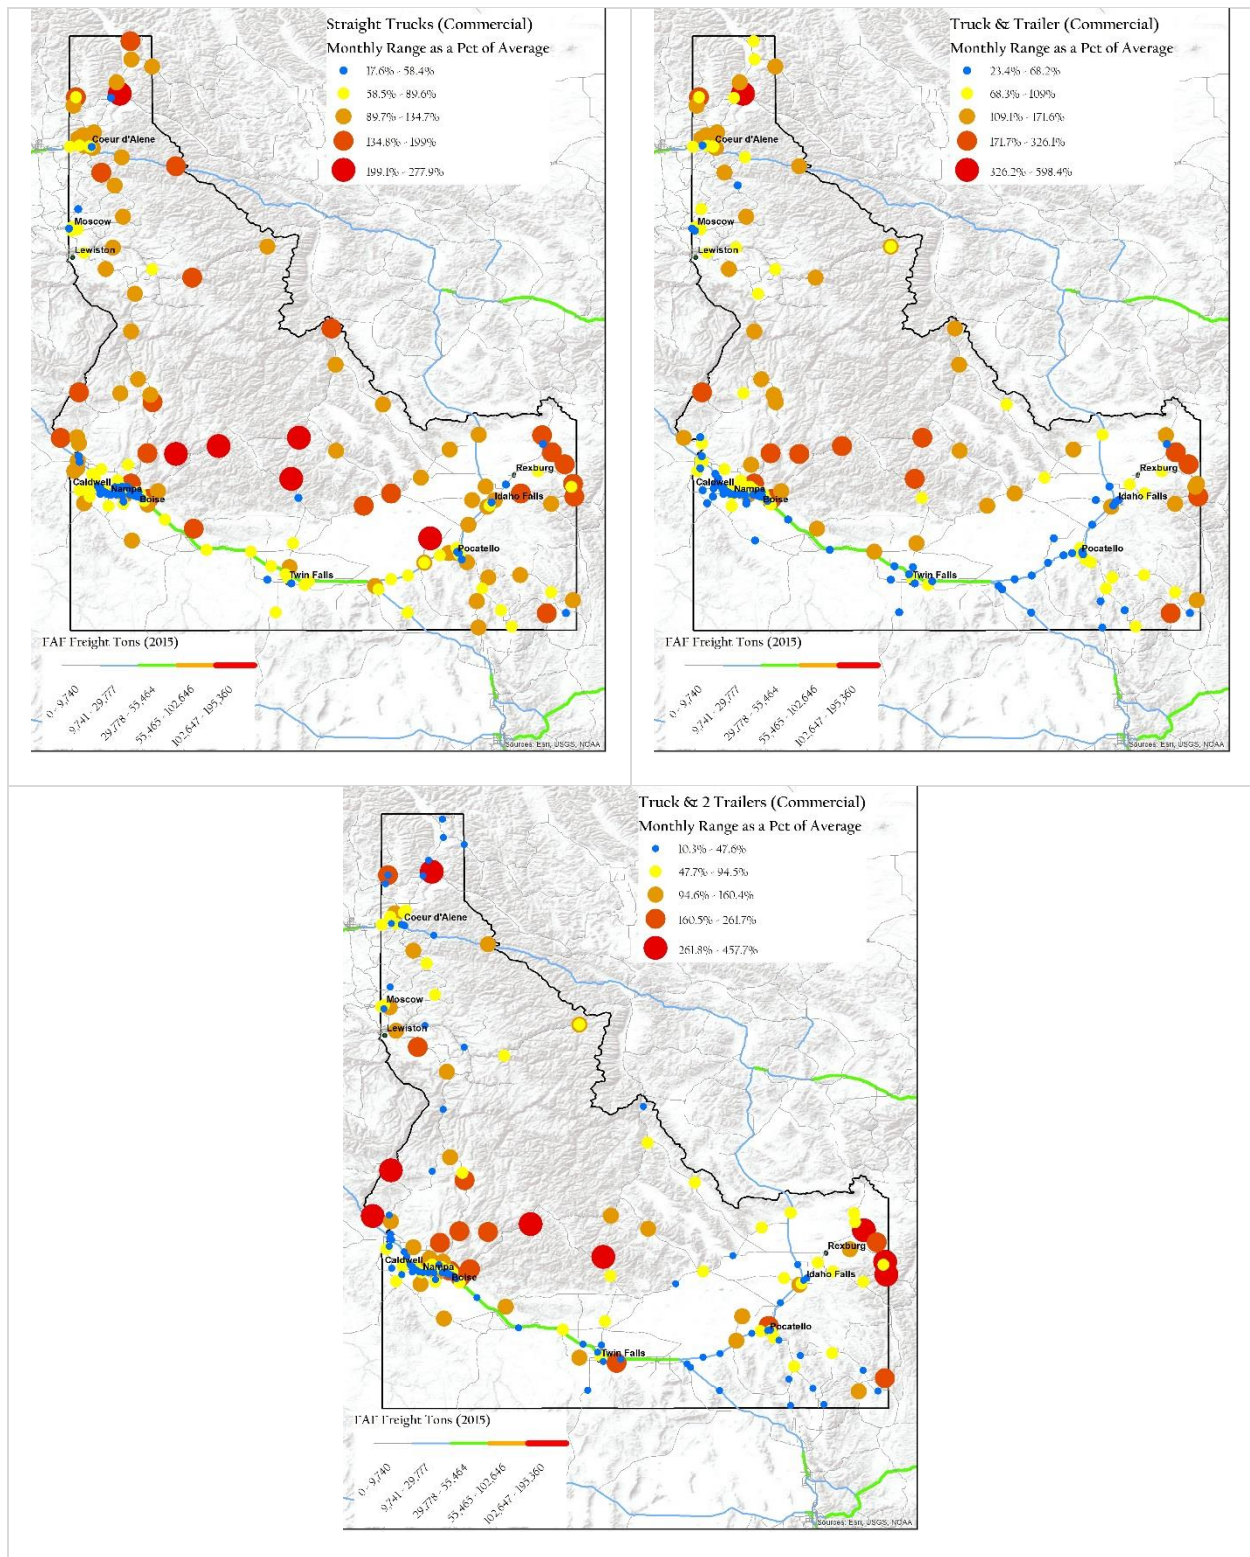 Straight Trucks (Commercial)
Monthly Range as a Pct of Average
17.6% - 58.4%
58.5% - 89.6%
89.7% - 134.7%
134.8% - 199%
199.1% - 277.9%
Coeur d'Alene
Moscow
Lewiston
Rexburg
Caldwell
Nampa
Boise
Idaho Falls
Pocatello
Twin Falls
FAF Freight Tons (2015)
0 - 9,740
9,741 - 29,777
29,778 - 55,464
55,465 - 102,646
102,647 - 195,360
Sources: Esri, USGS, NOAA
Truck & Trailer (Commercial)
Monthly Range as a Pct of Average
23.4% - 68.2%
68.3% - 109%
109.1% - 171.6%
171.7% - 326.1%
326.2% - 598.4%
Coeur d'Alene
Moscow
Lewiston
Rexburg
Caldwell
Nampa
Boise
Idaho Falls
Pocatello
Twin Falls
FAF Freight Tons (2015)
0 - 9,740
9,741 - 29,777
29,778 - 55,464
55,465 - 102,646
102,647 - 195,360
Sources: Esri, USGS, NOAA
Truck & 2 Trailers (Commercial)
Monthly Range as a Pct of Average
10.3% - 47.6%
47.7% - 94.5%
94.6% - 160.4%
160.5% - 261.7%
261.8% - 457.7%
Coeur d'Alene
Moscow
Lewiston
Rexburg
Caldwell
Nampa
Boise
Idaho Falls
Pocatello
Twin Falls
FAF Freight Tons (2015)
0 - 9,740
9,741 - 29,777
29,778 - 55,464
55,465 - 102,646
102,647 - 195,360
Sources: Esri, USGS, NOAA